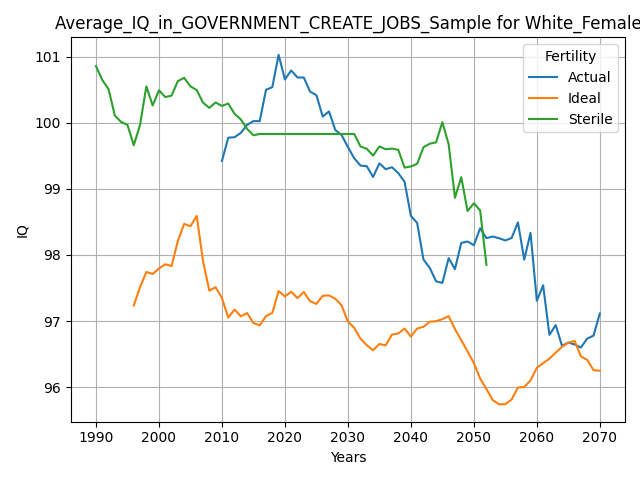 Average_IQ_in_GOVERNMENT_CREATE_JOBS_Sample for White_Female
Fertility
Actual
Ideal
Sterile
IQ
101
100
99
98
97
96
1990 2000 2010 2020 2030 2040 2050 2060 2070
Years